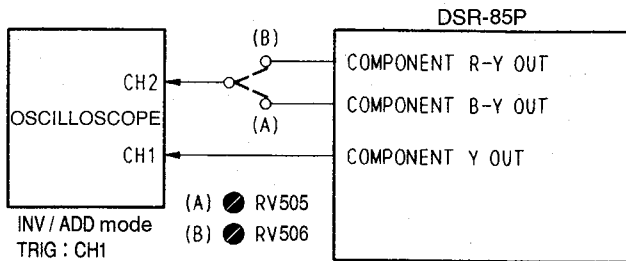 DSR-85P
(B)
COMPONENT R-Y OUT
CH2
COMPONENT B-Y OUT
OSCILLOSCOPE
(A)
CH1
COMPONENT Y OUT
(A) RV505
INV / ADD mode
(B) RV506
TRIG : CH1